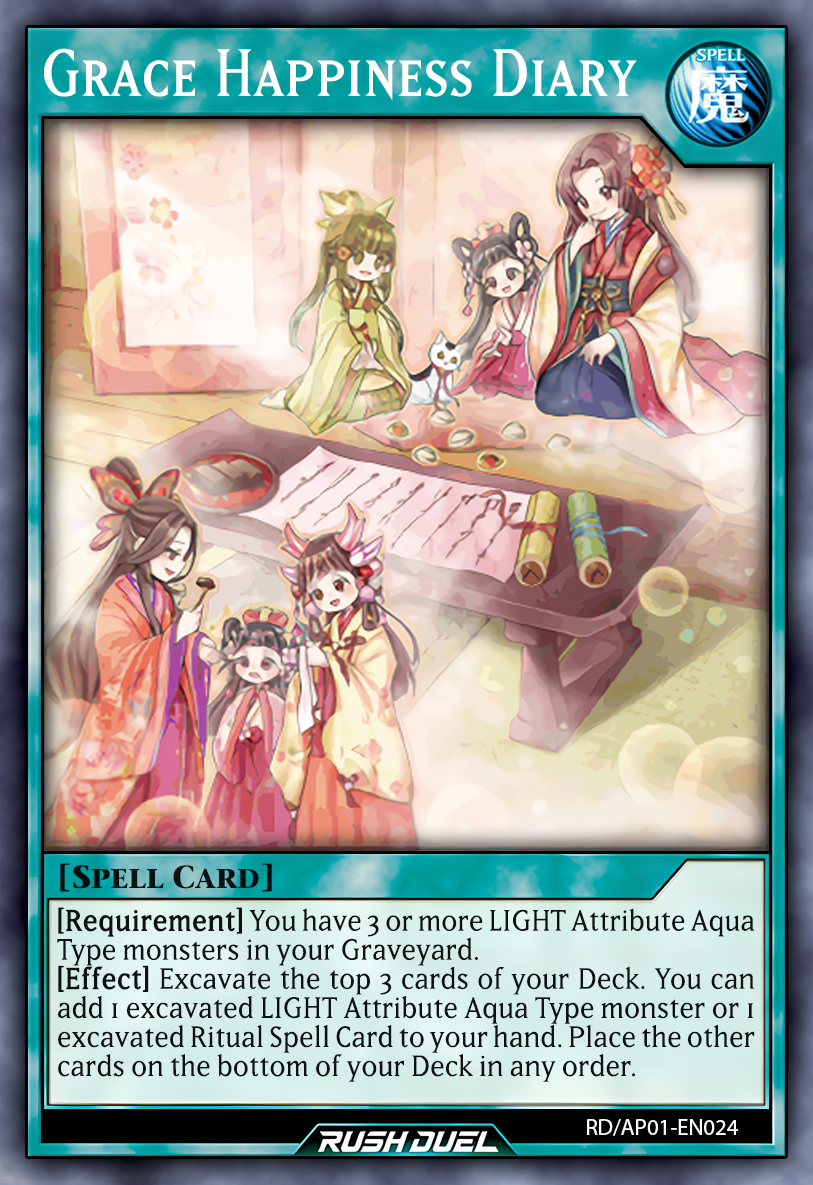 Grace Happiness Diary
SPELL
魔
[Spell Card]
[Requirement] You have 3 or more LIGHT Attribute Aqua
Type monsters in your Graveyard.
[Effect] Excavate the top 3 cards of your Deck. You can
add 1 excavated LIGHT Attribute Aqua Type monster or 1
excavated Ritual Spell Card to your hand. Place the other
cards on the bottom of your Deck in any order.
RD/AP01-EN024
RUSH DUEL